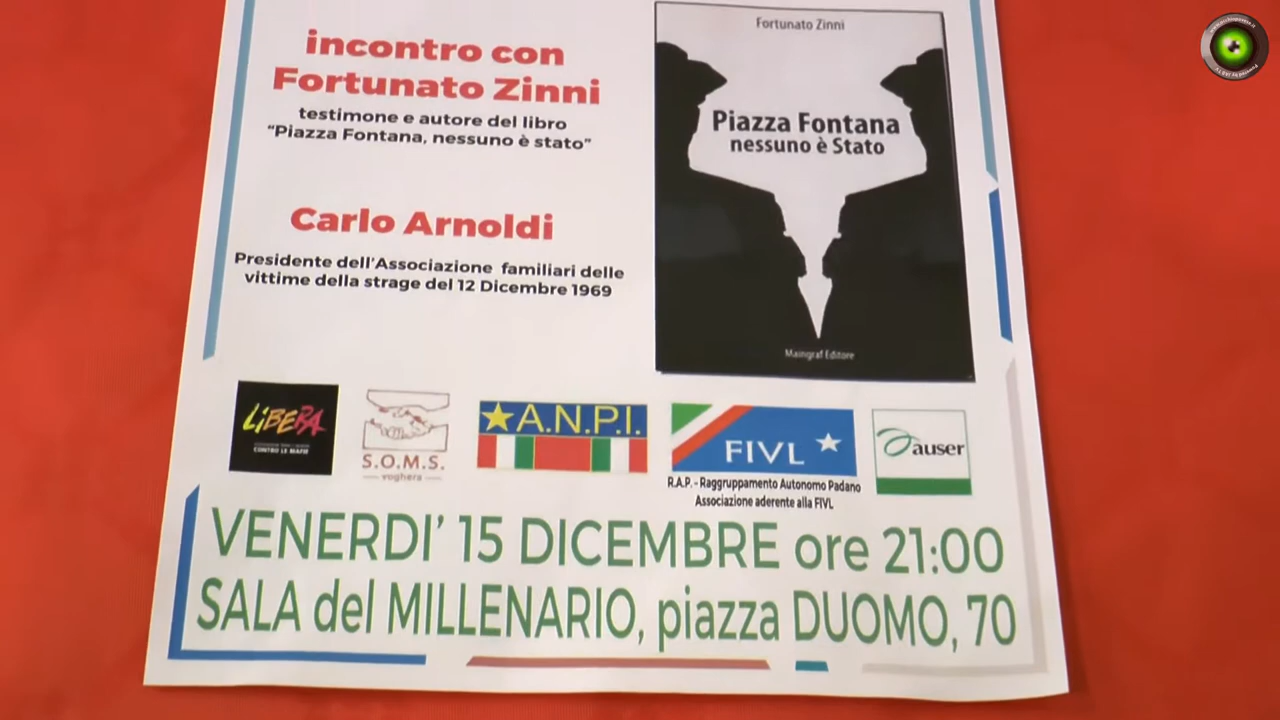 incontro con
Fortunato Zinni
testimone e autore del libro
"Piazza Fontana, nessuno è stato"
Carlo Arnoldi
Presidente dell'Associazione familiari delle
vittime della strage del 12 Dicembre 1969
Fortunato Zinni
Piazza Fontana
nessuno è Stato
Maingraf Editore
LiBERA
CONTRO LE MAFIE
S.O.M.S.
voghera
A.N.P.I.
FIVL
R.A.P. - Raggruppamento Autonomo Padano
Associazione aderente alla FIVL
auser
VENERDI' 15 DICEMBRE ore 21:00
SALA del MILLENARIO, piazza DUOMO, 70